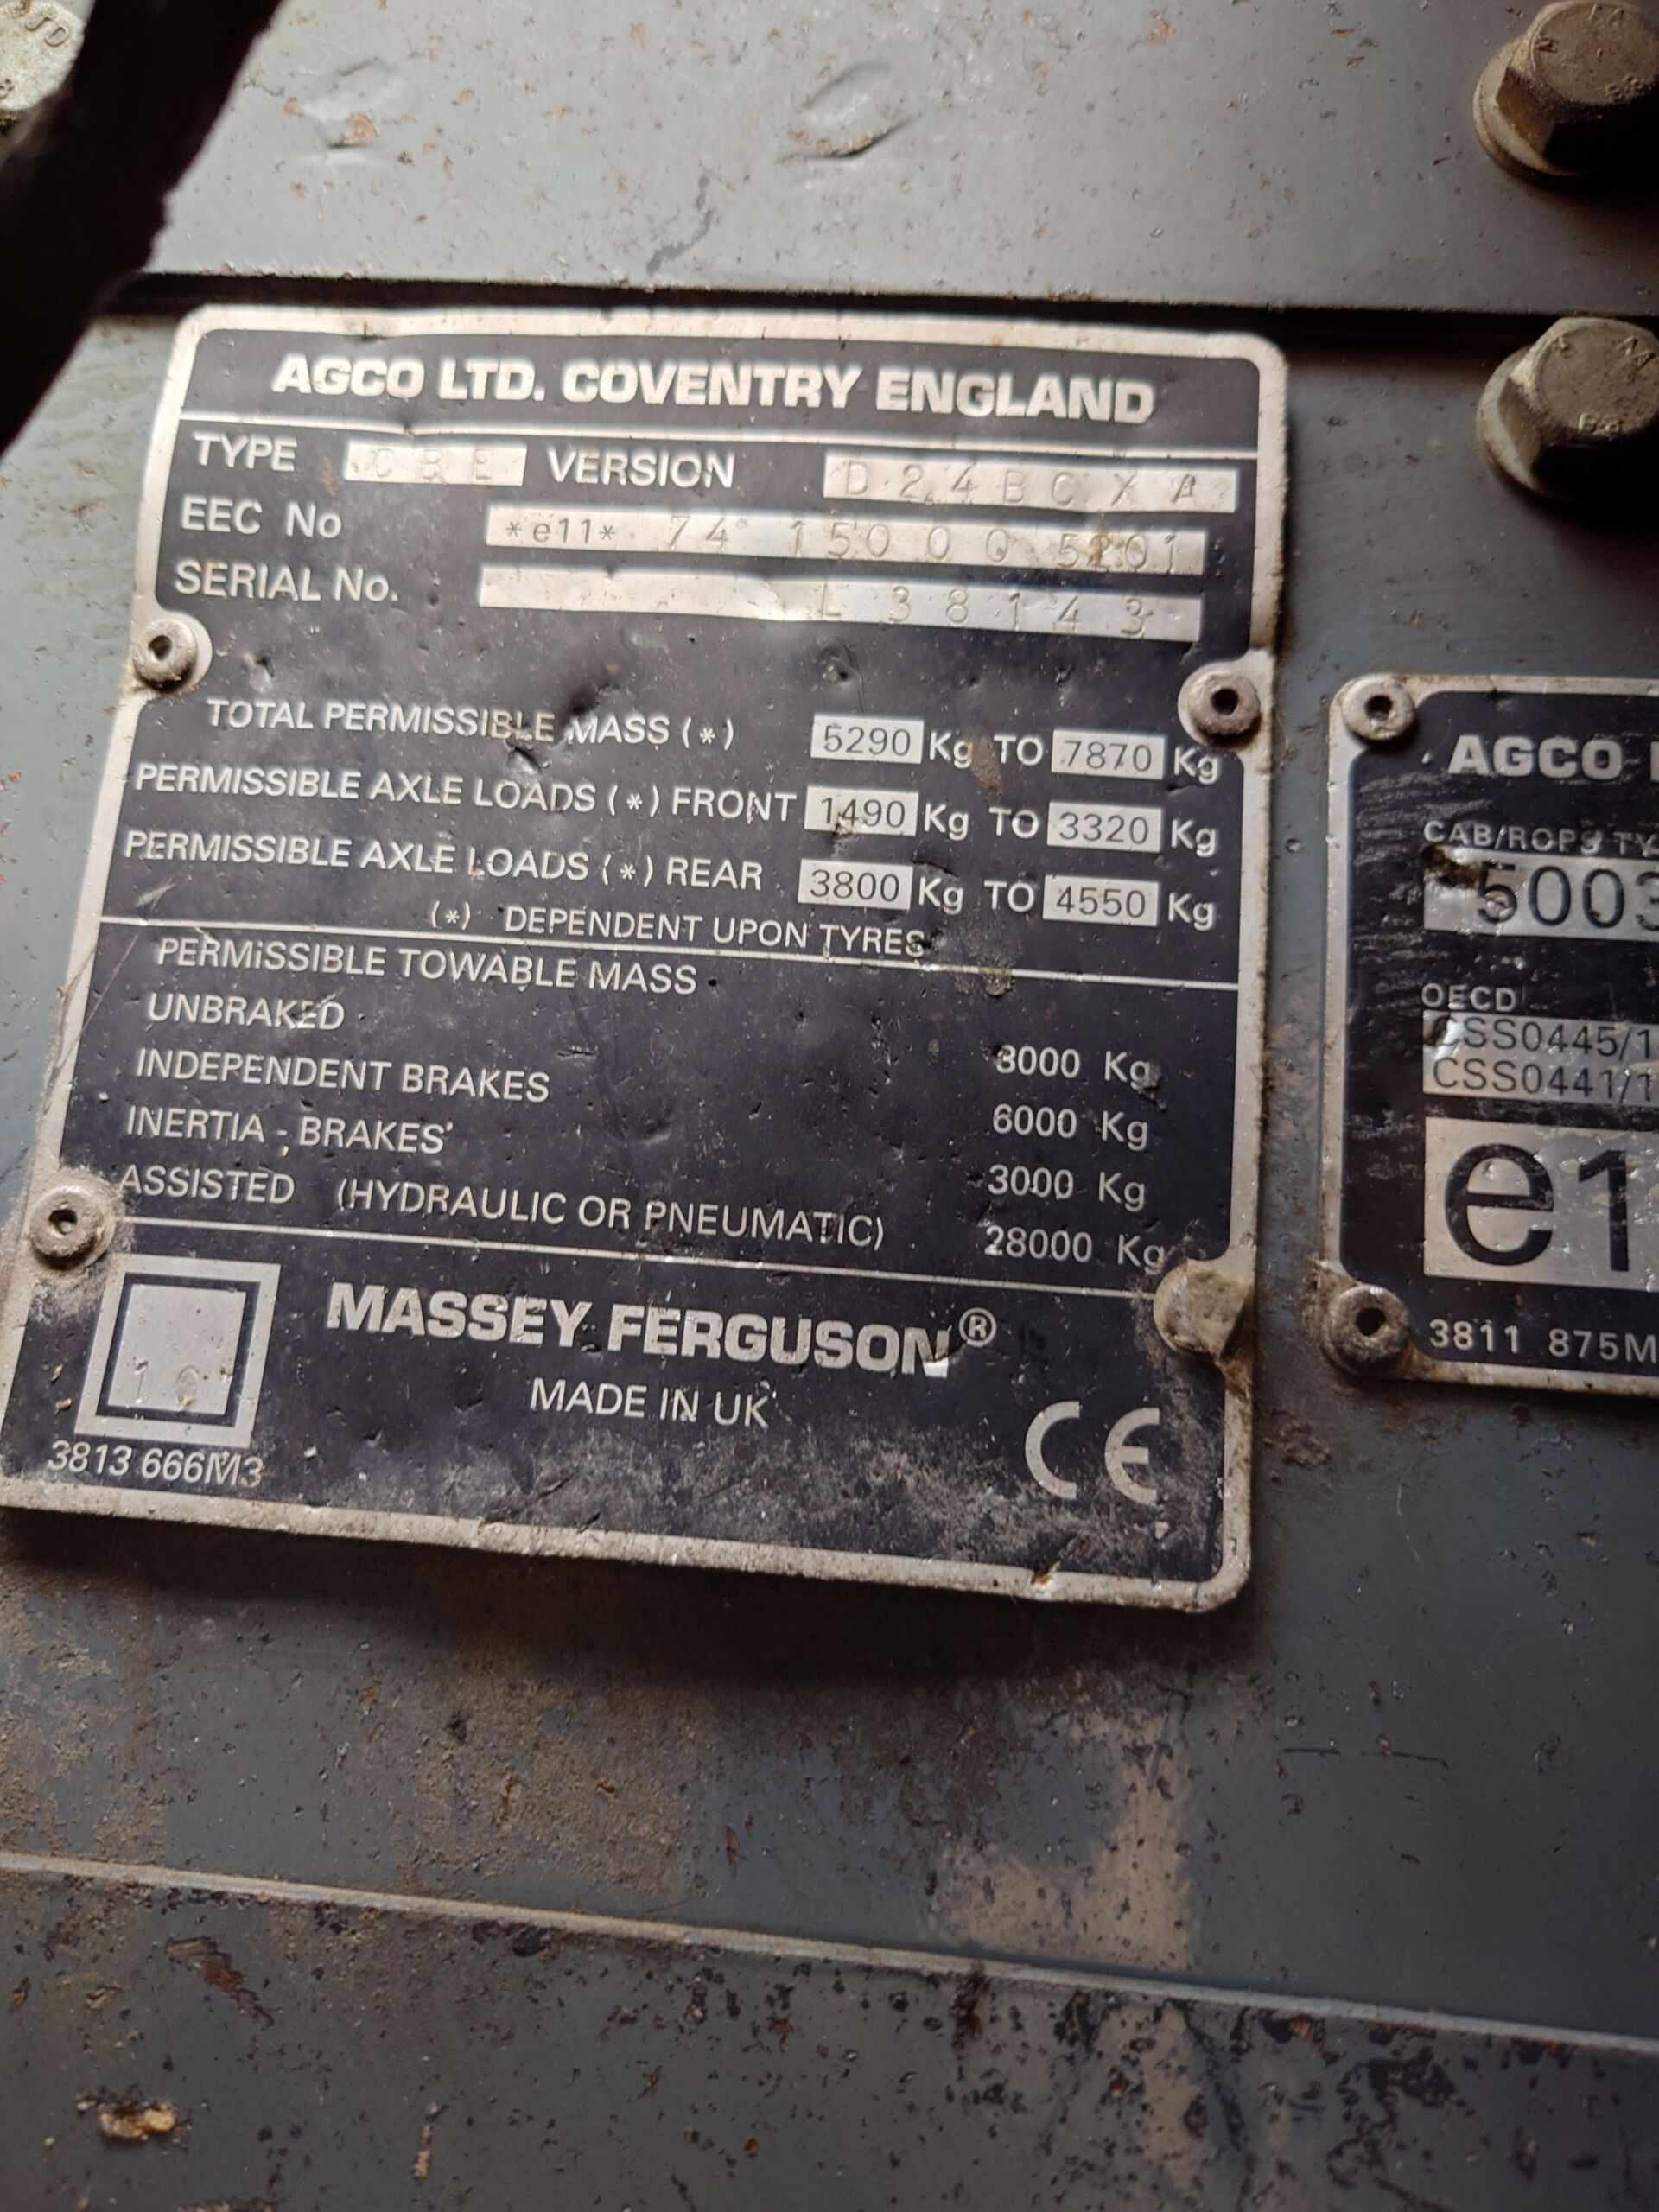 AGCO LTD. COVENTRY ENGLAND
TYPE CBE VERSION D24BCXA
EEC No *e11* 74 15000 5201
SERIAL No. L38143
TOTAL PERMISSIBLE MASS (*) 5290 Kg TO 7870 Kg
PERMISSIBLE AXLE LOADS (*) FRONT 1490 Kg TO 3320 Kg
PERMISSIBLE AXLE LOADS (*) REAR 3800 Kg TO 4550 Kg
(*) DEPENDENT UPON TYRES
PERMiSSIBLE TOWABLE MASS
UNBRAKED 3000 Kg
INDEPENDENT BRAKES 6000 Kg
INERTIA - BRAKES 3000 Kg
ASSISTED (HYDRAULIC OR PNEUMATIC) 28000 Kg
MASSEY FERGUSON®
MADE IN UK
CE
3813 666M3
AGCO
CAB/ROPS TY
5003
OECD
CSS0445/1
CSS0441/1
e1
3811 875M